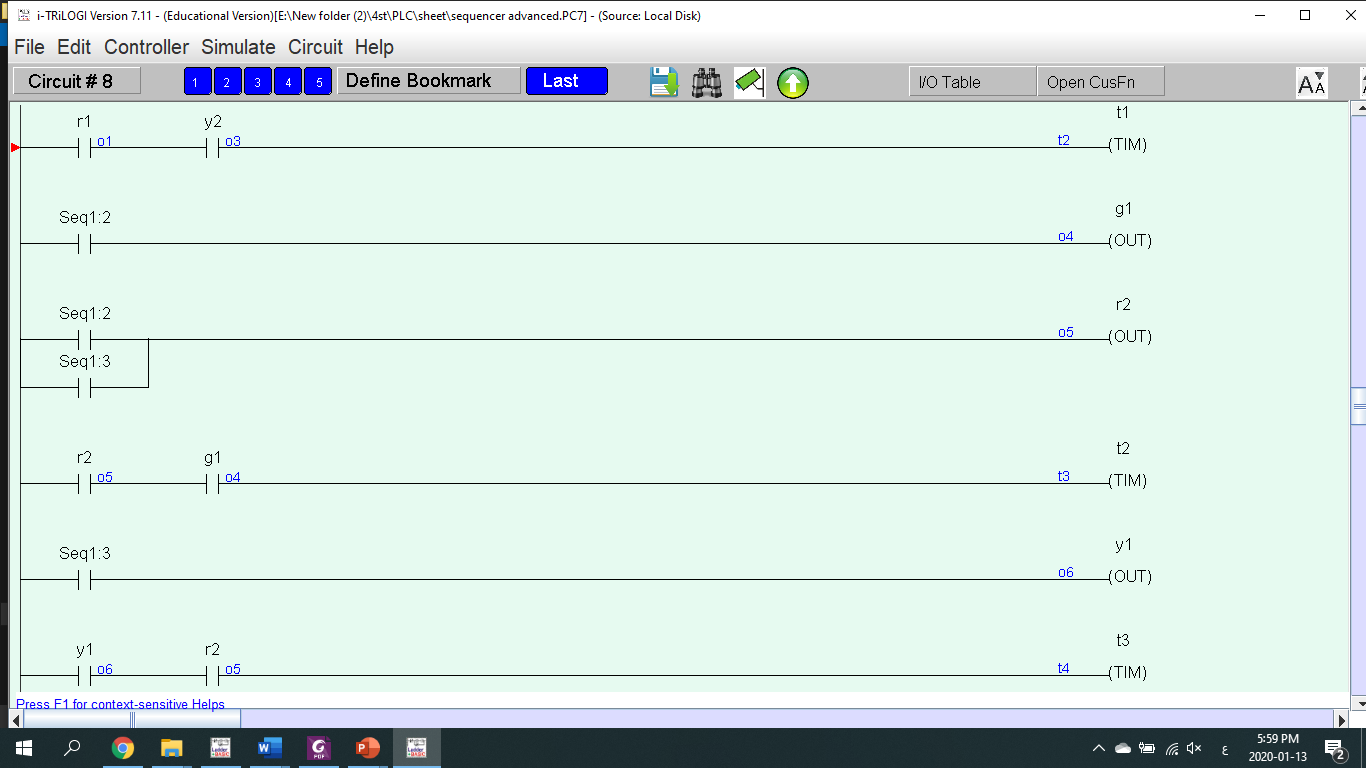 i-TRiLOGI Version 7.11 - (Educational Version)[E:\New folder (2)\4st\PLC\sheet\sequencer advanced.PC7] - (Source: Local Disk)
File Edit Controller Simulate Circuit Help
Circuit # 8 1 2 3 4 5 Define Bookmark Last I/O Table Open CusFn AA
r1 y2 t1
o1 o3 t2 (TIM)
Seq1:2 g1
o4 (OUT)
Seq1:2 r2
o5 (OUT)
Seq1:3
r2 g1 t2
o5 o4 t3 (TIM)
Seq1:3 y1
o6 (OUT)
y1 r2 t3
o6 o5 t4 (TIM)
Press F1 for context-sensitive Helps
ع 5:59 PM
2020-01-13 2